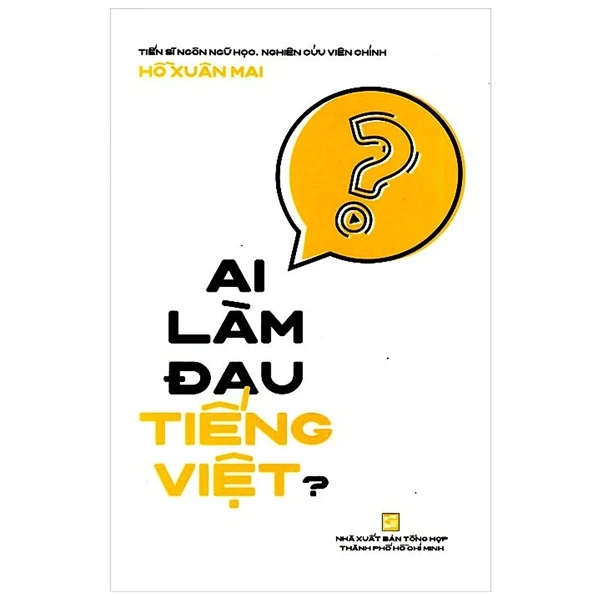 TIẾN SĨ NGÔN NGỮ HỌC, NGHIÊN CỨU VIÊN CHÍNH
HỒ XUÂN MAI
AI
LÀM
ĐAU
TIẾNG
VIỆT?
NHÀ XUẤT BẢN TỔNG HỢP
THÀNH PHỐ HỒ CHÍ MINH